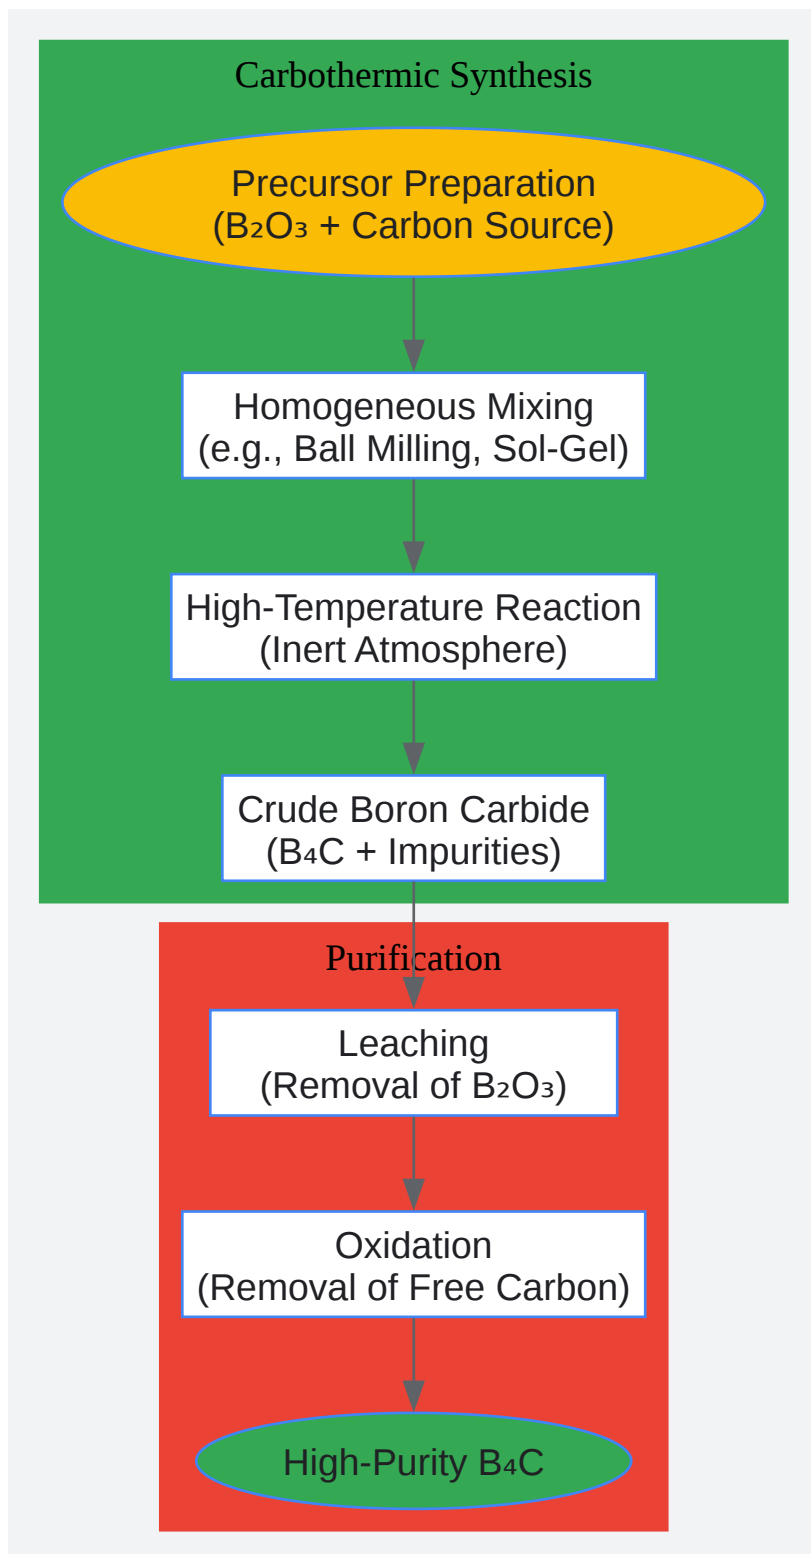 Carbothermic Synthesis
Precursor Preparation
(B₂O₃ + Carbon Source)
Homogeneous Mixing
(e.g., Ball Milling, Sol-Gel)
High-Temperature Reaction
(Inert Atmosphere)
Crude Boron Carbide
(B₄C + Impurities)
Purification
Leaching
(Removal of B₂O₃)
Oxidation
(Removal of Free Carbon)
High-Purity B₄C